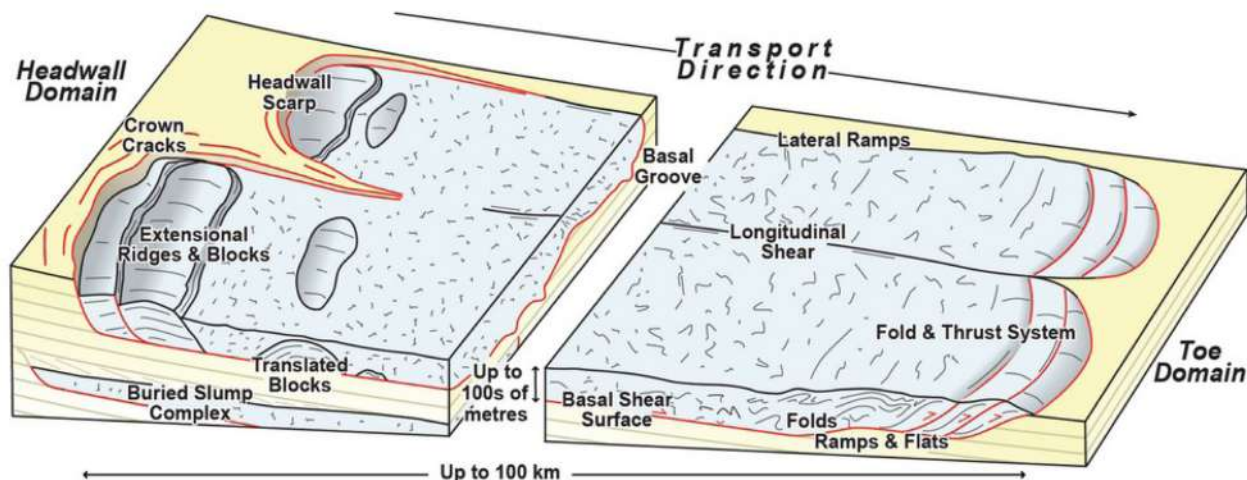 Transport
Direction
Headwall
Domain
Headwall
Scarp
Crown
Cracks
Basal
Groove
Lateral Ramps
Extensional
Ridges & Blocks
Longitudinal
Shear
Fold & Thrust System
Toe
Domain
Translated
Blocks
Up to
100s of
metres
Buried Slump
Complex
Basal Shear
Surface
Folds
Ramps & Flats
Up to 100 km